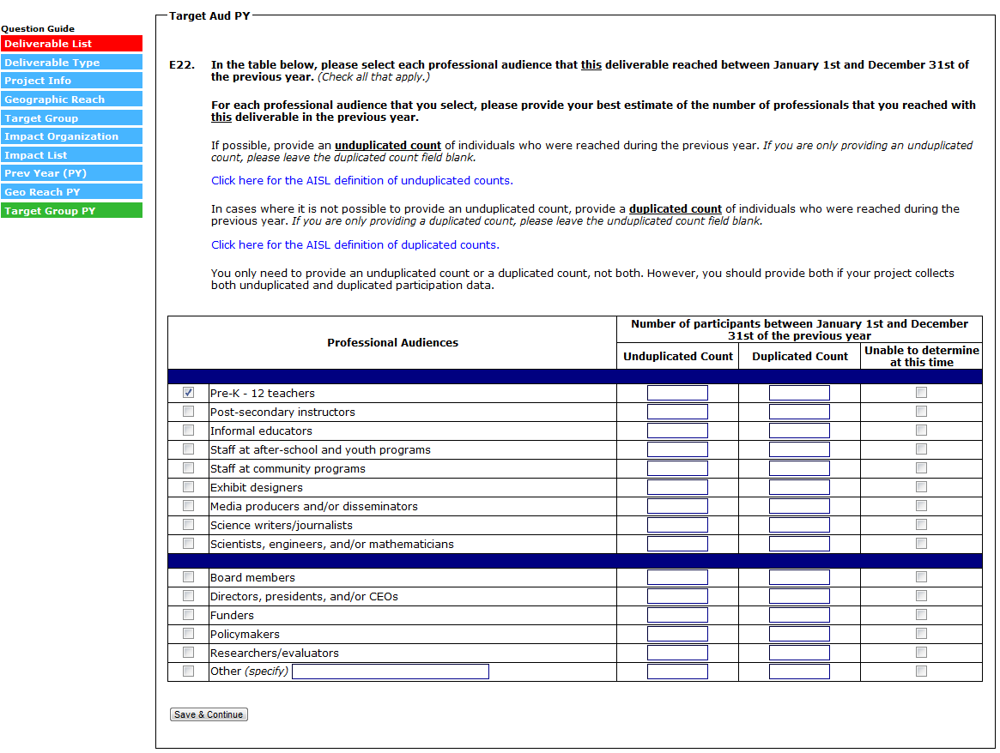 Target Aud PY
Question Guide
Deliverable List
Deliverable Type
Project Info
Geographic Reach
Target Group
Impact Organization
Impact List
Prev Year (PY)
Geo Reach PY
Target Group PY
E22. In the table below, please select each professional audience that this deliverable reached between January 1st and December 31st of
the previous year. (Check all that apply.)
For each professional audience that you select, please provide your best estimate of the number of professionals that you reached with
this deliverable in the previous year.
If possible, provide an unduplicated count of individuals who were reached during the previous year. If you are only providing an unduplicated
count, please leave the duplicated count field blank.
Click here for the AISL definition of unduplicated counts.
In cases where it is not possible to provide an unduplicated count, provide a duplicated count of individuals who were reached during the
previous year. If you are only providing a duplicated count, please leave the unduplicated count field blank.
Click here for the AISL definition of duplicated counts.
You only need to provide an unduplicated count or a duplicated count, not both. However, you should provide both if your project collects
both unduplicated and duplicated participation data.
Professional Audiences
Number of participants between January 1st and December
31st of the previous year
Unduplicated Count
Duplicated Count
Unable to determine
at this time
Pre-K - 12 teachers
Post-secondary instructors
Informal educators
Staff at after-school and youth programs
Staff at community programs
Exhibit designers
Media producers and/or disseminators
Science writers/journalists
Scientists, engineers, and/or mathematicians
Board members
Directors, presidents, and/or CEOs
Funders
Policymakers
Researchers/evaluators
Other (specify)
Save & Continue